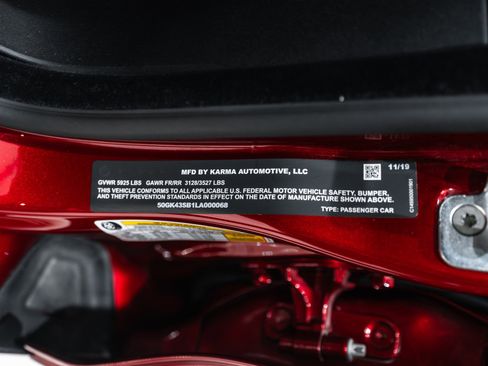 MFD BY KARMA AUTOMOTIVE, LLC
11/19
GVWR 5925 LBS GAWR FR/RR 3128/3527 LBS
THIS VEHICLE CONFORMS TO ALL APPLICABLE U.S. FEDERAL MOTOR VEHICLE SAFETY, BUMPER,
AND THEFT PREVENTION STANDARDS IN EFFECT ON THE DATE OF MANUFACTURE SHOWN ABOVE.
50GK43SB1LA000068
TYPE: PASSENGER CAR